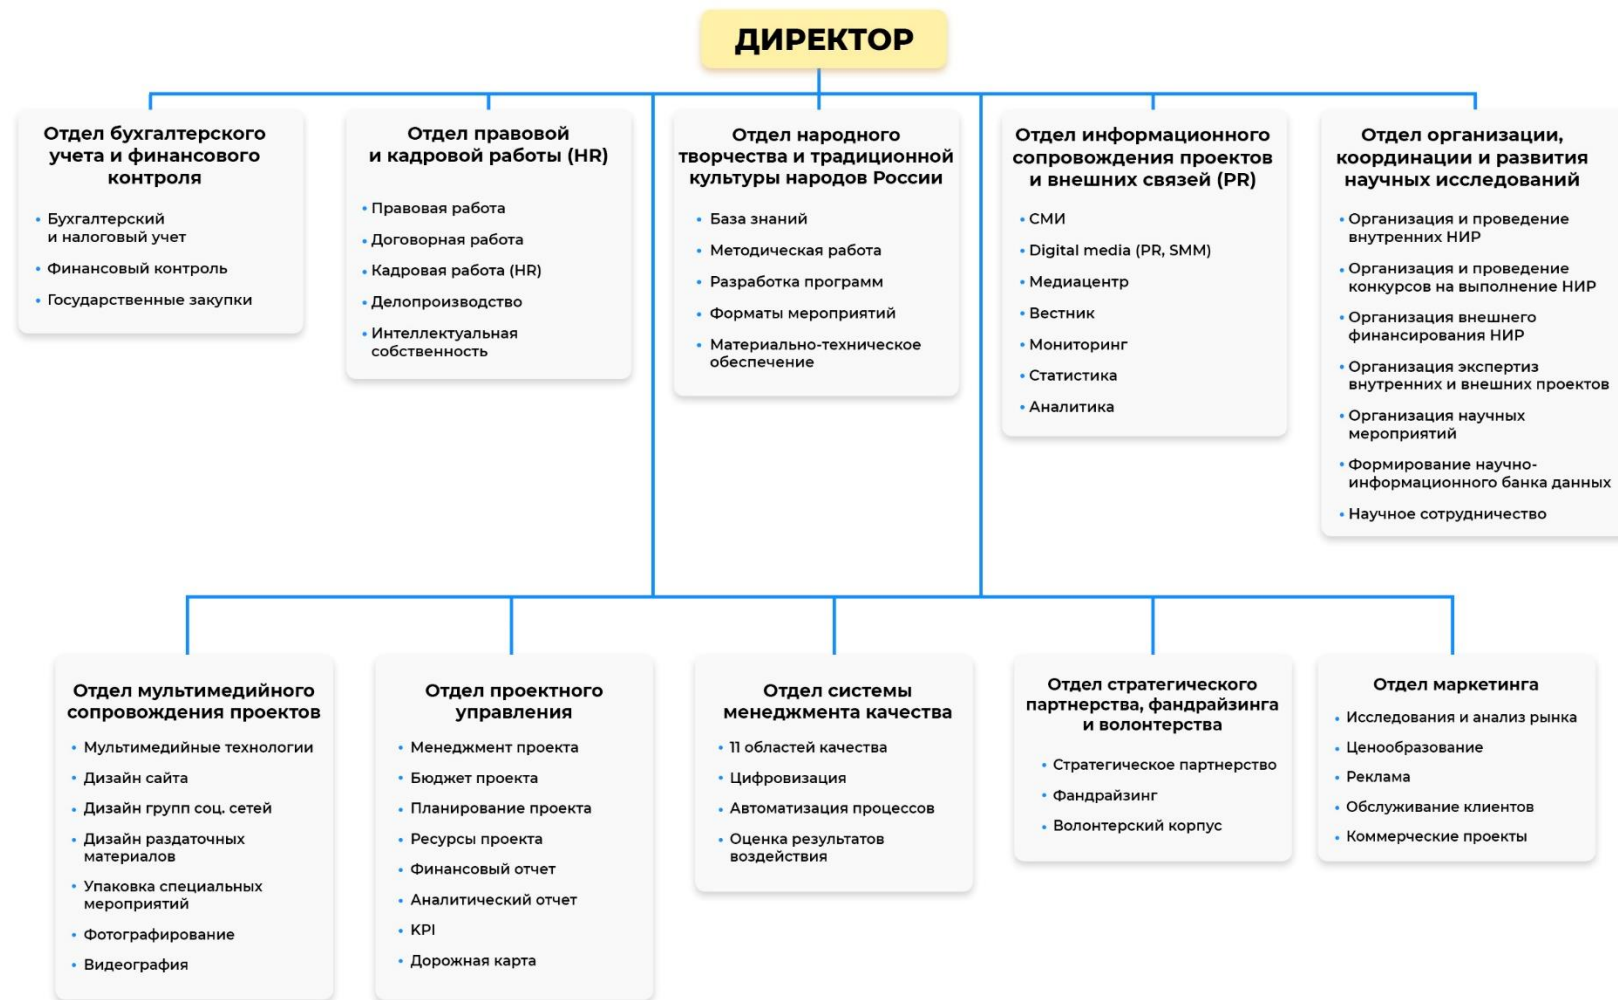 ДИРЕКТОР
Отдел бухгалтерского
учета и финансового
контроля
• Бухгалтерский
и налоговый учет
• Финансовый контроль
• Государственные закупки
Отдел правовой
и кадровой работы (HR)
• Правовая работа
• Договорная работа
• Кадровая работа (HR)
• Делопроизводство
• Интеллектуальная
собственность
Отдел народного
творчества и традиционной
культуры народов России
• База знаний
• Методическая работа
• Разработка программ
• Форматы мероприятий
• Материально-техническое
обеспечение
Отдел информационного
сопровождения проектов
и внешних связей (PR)
• СМИ
• Digital media (PR, SMM)
• Медиацентр
• Вестник
• Мониторинг
• Статистика
• Аналитика
Отдел организации,
координации и развития
научных исследований
• Организация и проведение
внутренних НИР
• Организация и проведение
конкурсов на выполнение НИР
• Организация внешнего
финансирования НИР
• Организация экспертиз
внутренних и внешних проектов
• Организация научных
мероприятий
• Формирование научно-
информационного банка данных
• Научное сотрудничество
Отдел мультимедийного
сопровождения проектов
• Мультимедийные технологии
• Дизайн сайта
• Дизайн групп соц. сетей
• Дизайн раздаточных
материалов
• Упаковка специальных
мероприятий
• Фотографирование
• Видеография
Отдел проектного
управления
• Менеджмент проекта
• Бюджет проекта
• Планирование проекта
• Ресурсы проекта
• Финансовый отчет
• Аналитический отчет
• KPI
• Дорожная карта
Отдел системы
менеджмента качества
• 11 областей качества
• Цифровизация
• Автоматизация процессов
• Оценка результатов
воздействия
Отдел стратегического
партнерства, фандрайзинга
и волонтерства
• Стратегическое партнерство
• Фандрайзинг
• Волонтерский корпус
Отдел маркетинга
• Исследования и анализ рынка
• Ценообразование
• Реклама
• Обслуживание клиентов
• Коммерческие проекты